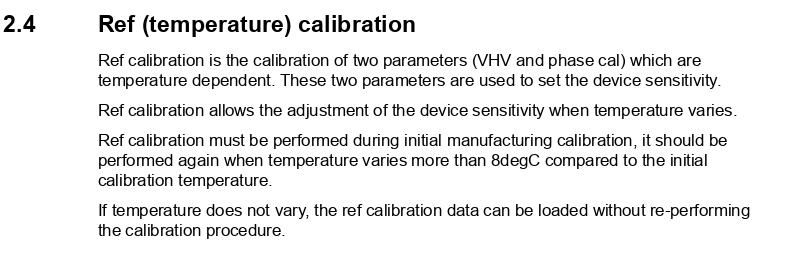 2.4 Ref (temperature) calibration
Ref calibration is the calibration of two parameters (VHV and phase cal) which are
temperature dependent. These two parameters are used to set the device sensitivity.
Ref calibration allows the adjustment of the device sensitivity when temperature varies.
Ref calibration must be performed during initial manufacturing calibration, it should be
performed again when temperature varies more than 8degC compared to the initial
calibration temperature.
If temperature does not vary, the ref calibration data can be loaded without re-performing
the calibration procedure.